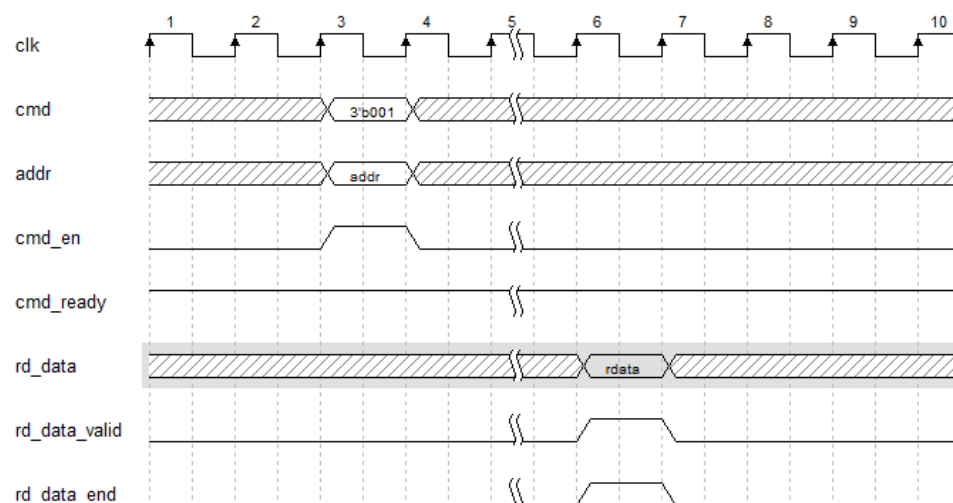 1 2 3 4 5 6 7 8 9 10
clk
cmd 3'b001
addr addr
cmd_en
cmd_ready
rd_data rdata
rd_data_valid
rd_data_end